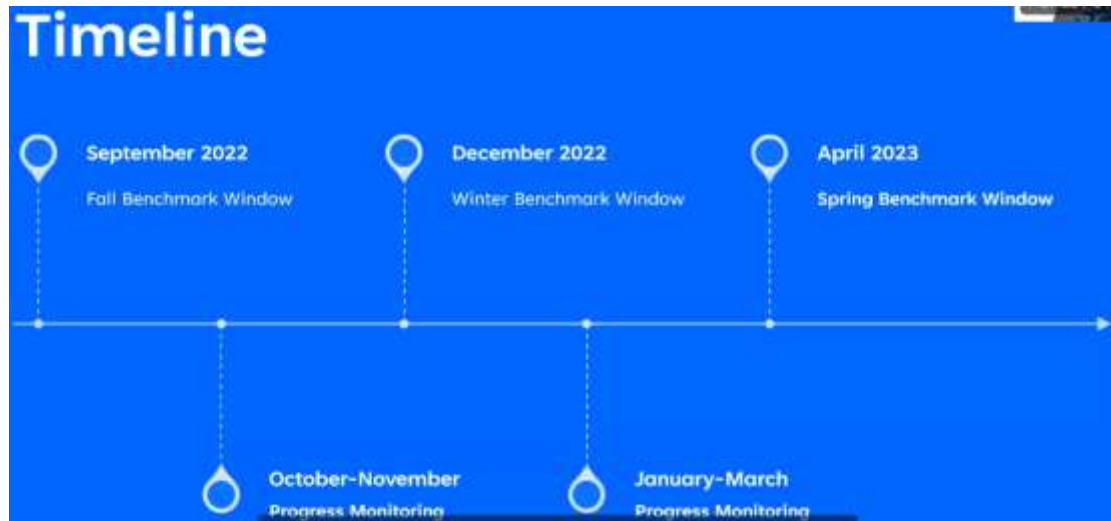 Timeline
September 2022
Fall Benchmark Window
December 2022
Winter Benchmark Window
April 2023
Spring Benchmark Window
October-November
Progress Monitoring
January-March
Progress Monitoring